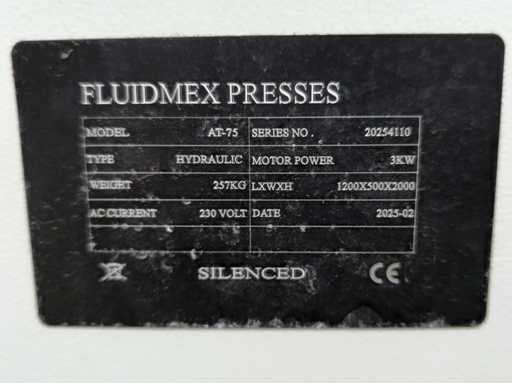 FLUIDMEX PRESSES
MODEL AT-75 SERIES NO . 20254110
TYPE HYDRAULIC MOTOR POWER 3KW
WEIGHT 257KG LXWXH 1200X500X2000
AC CURRENT 230 VOLT DATE 2025-02
SILENCED CE